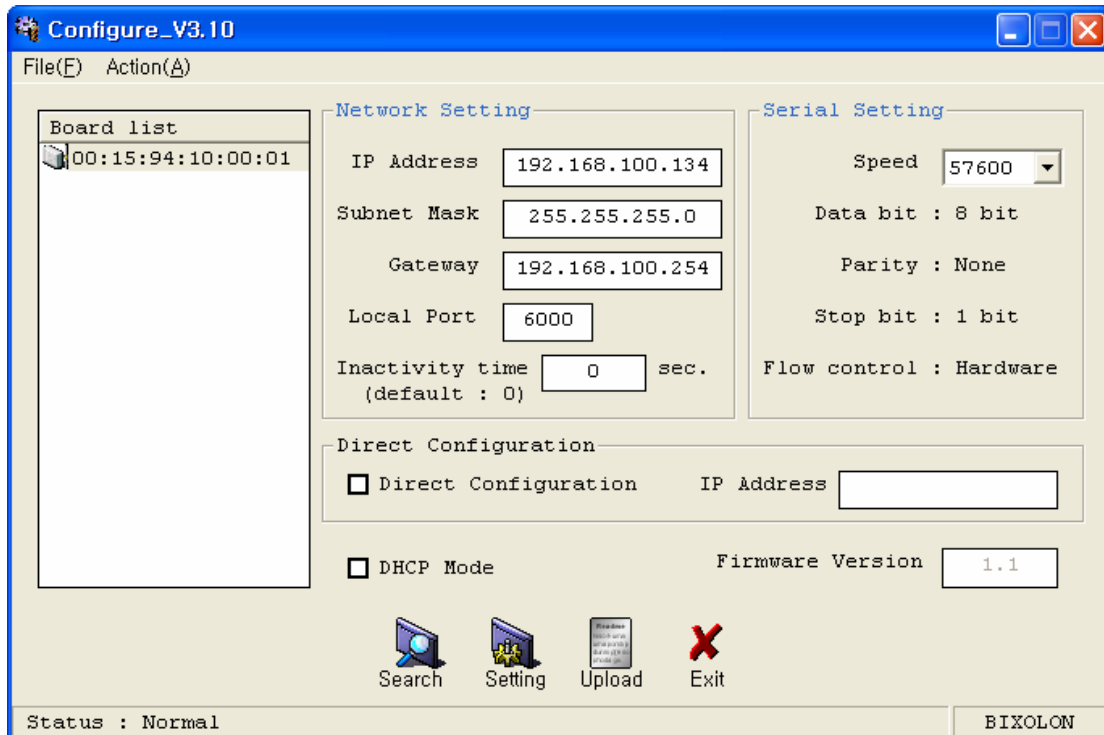 Configure_V3.10
File(F) Action(A)
Board list
00:15:94:10:00:01
Network Setting
IP Address 192.168.100.134
Subnet Mask 255.255.255.0
Gateway 192.168.100.254
Local Port 6000
Inactivity time 0 sec.
(default : 0)
Serial Setting
Speed 57600
Data bit : 8 bit
Parity : None
Stop bit : 1 bit
Flow control : Hardware
Direct Configuration
Direct Configuration IP Address
DHCP Mode Firmware Version 1.1
Readme
Search Setting Upload Exit
Status : Normal BIXOLON